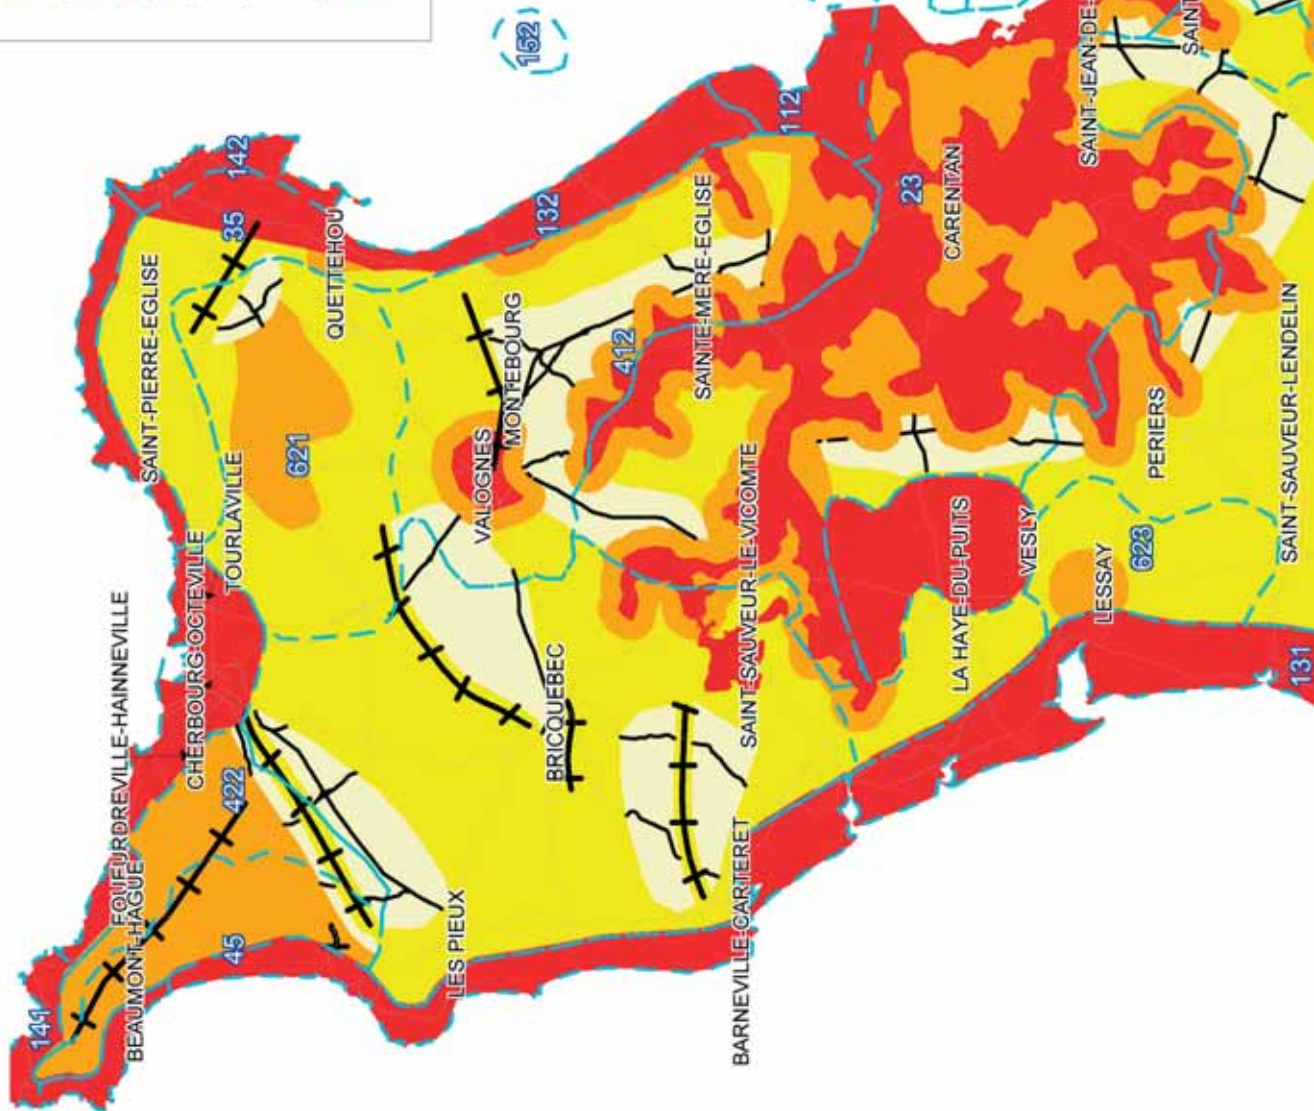 152
SAINT-JEAN-DE-
SAINT
112
142
35
132
23
CARENTAN
QUETTEHOU
SAINT-PIERRE-EGLISE
SAINTE-MERE-EGLISE
MONTEBOURG
412
621
VALOGNES
TOURLAVILLE
CHERBOURG-OCTEVILLE
EQUEURDREVILLE-HAINNEVILLE
SAINT-SAUVEUR-LENDELIN
PERIERS
623
LESSAY
VESLY
LA HAYE-DU-PUITS
SAINT-SAUVEUR-LE-VICOMTE
BRICQUEBEC
131
422
BEAUMONT-HAGUE
45
LES PIEUX
BARNEVILLE-CARTERET
141